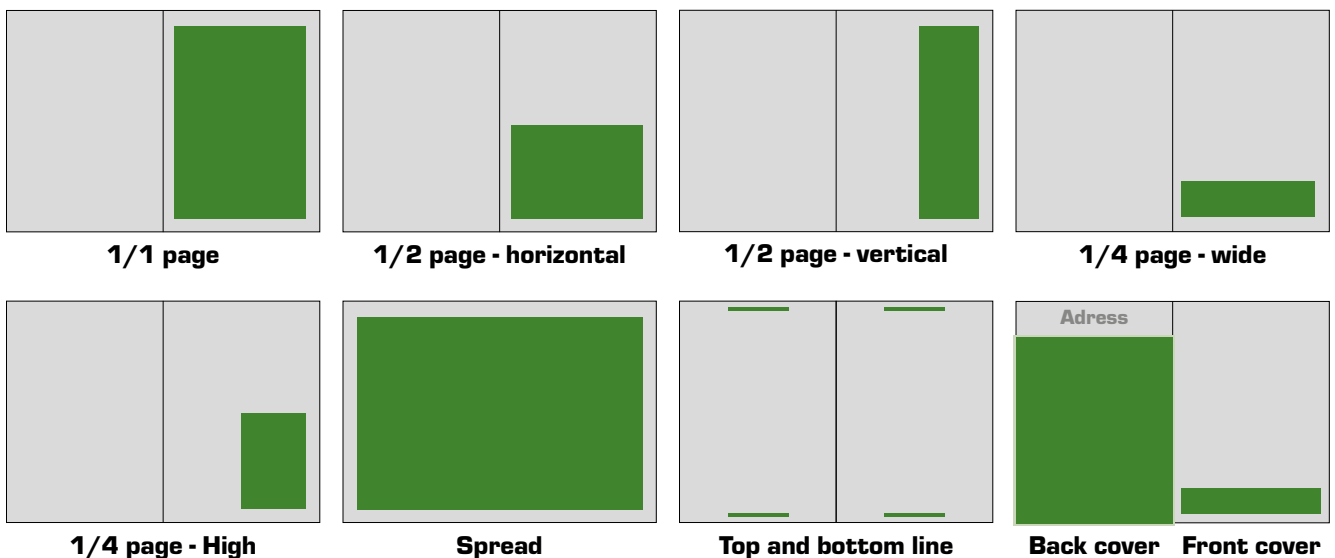 1/1 page
1/2 page - horizontal
1/2 page - vertical
1/4 page - wide
Adress
1/4 page - High
Spread
Top and bottom line
Back cover
Front cover